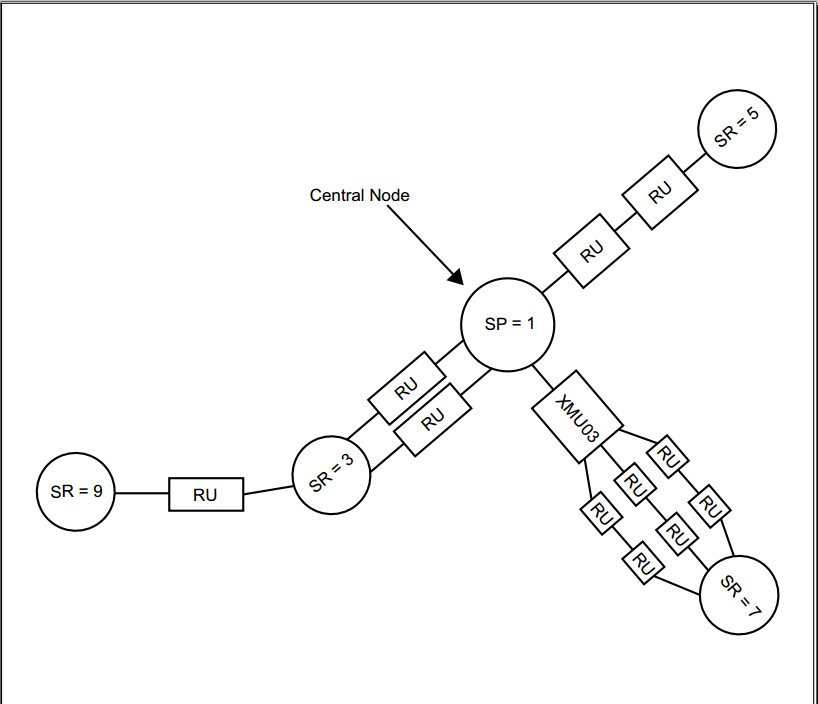 SR = 5
RU
Central Node
RU
SP = 1
RU
RU
XMU03
RU
SR = 3
RU
SR = 9
RU
RU
RU
RU
RU
SR = 7